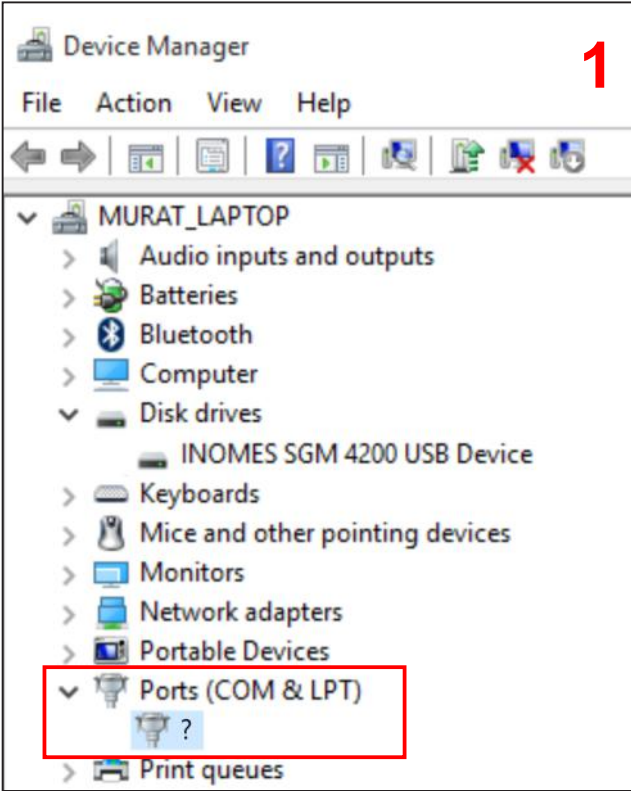 Device Manager
1
File Action View Help
?
MURAT_LAPTOP
Audio inputs and outputs
Batteries
Bluetooth
Computer
Disk drives
INOMES SGM 4200 USB Device
Keyboards
Mice and other pointing devices
Monitors
Network adapters
Portable Devices
Ports (COM & LPT)
?
Print queues